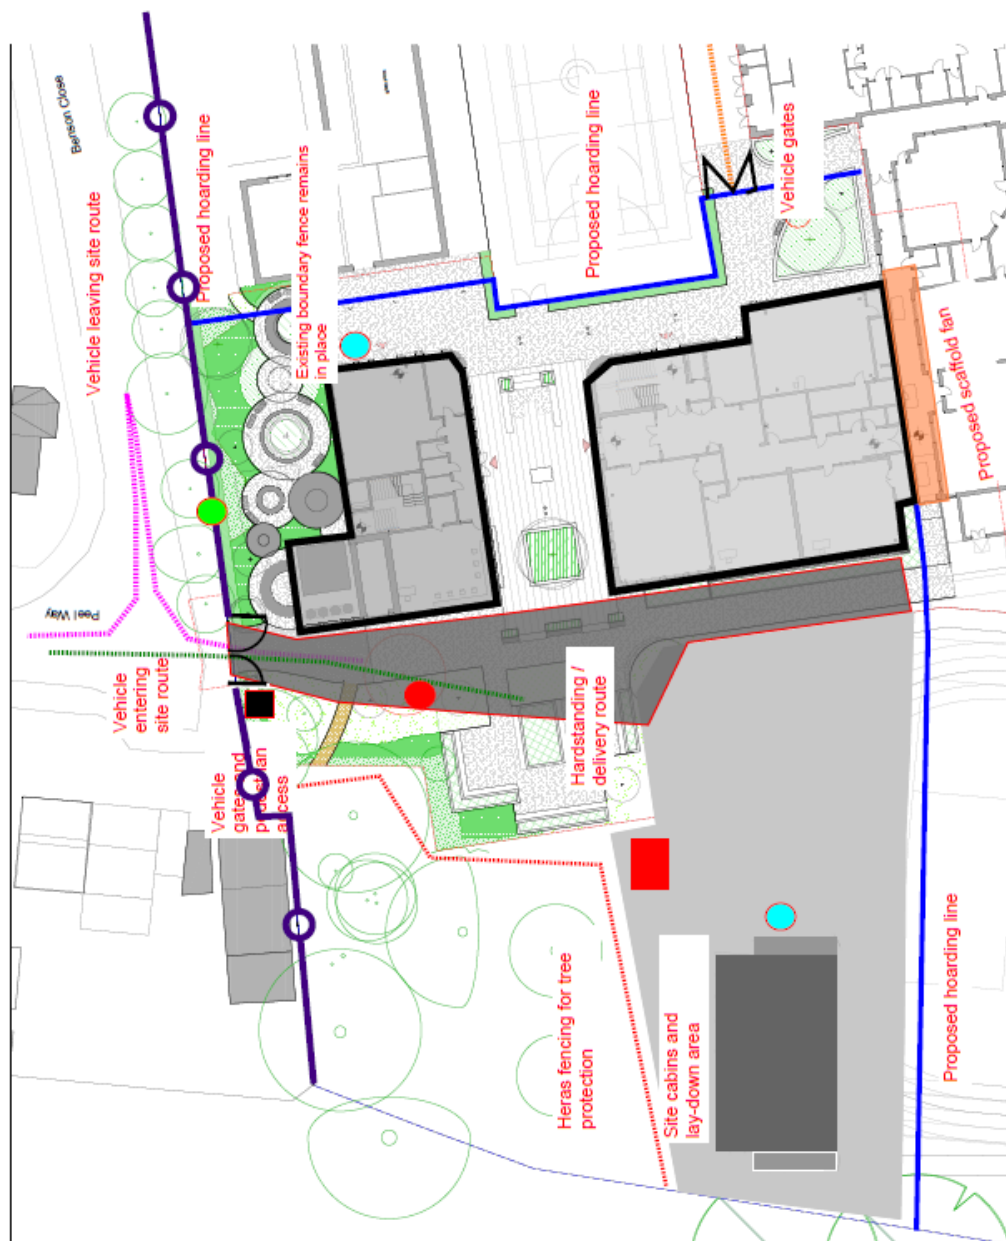 Benson Close
Vehicle leaving site route
Proposed hoarding line
Existing boundary fence remains
in place
Proposed hoarding line
Vehicle gates
Proposed scaffold fan
Peel Way
Vehicle
entering
site route
Vehicle
gates and
pedestrian
access
Hardstanding /
delivery route
Heras fencing for tree
protection
Site cabins and
lay-down area
Proposed hoarding line